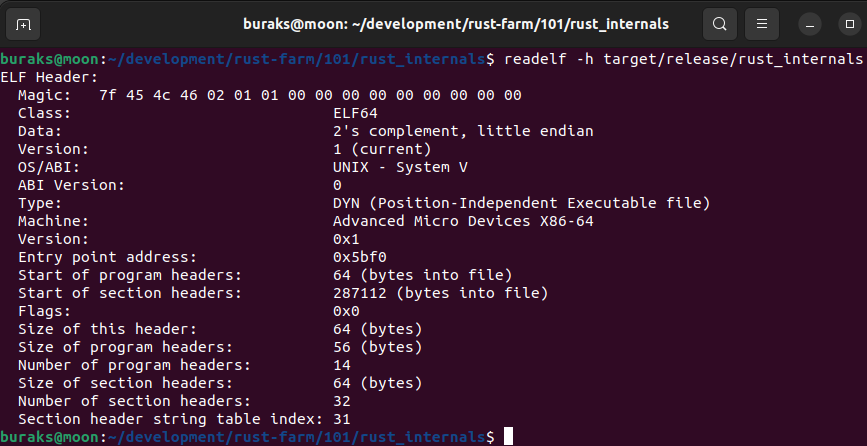 buraks@moon: ~/development/rust-farm/101/rust_internals
buraks@moon:~/development/rust-farm/101/rust_internals$ readelf -h target/release/rust_internals
ELF Header:
  Magic:   7f 45 4c 46 02 01 01 00 00 00 00 00 00 00 00 00
  Class:                             ELF64
  Data:                              2's complement, little endian
  Version:                           1 (current)
  OS/ABI:                            UNIX - System V
  ABI Version:                       0
  Type:                              DYN (Position-Independent Executable file)
  Machine:                           Advanced Micro Devices X86-64
  Version:                           0x1
  Entry point address:               0x5bf0
  Start of program headers:          64 (bytes into file)
  Start of section headers:          287112 (bytes into file)
  Flags:                             0x0
  Size of this header:               64 (bytes)
  Size of program headers:           56 (bytes)
  Number of program headers:         14
  Size of section headers:           64 (bytes)
  Number of section headers:         32
  Section header string table index: 31
buraks@moon:~/development/rust-farm/101/rust_internals$